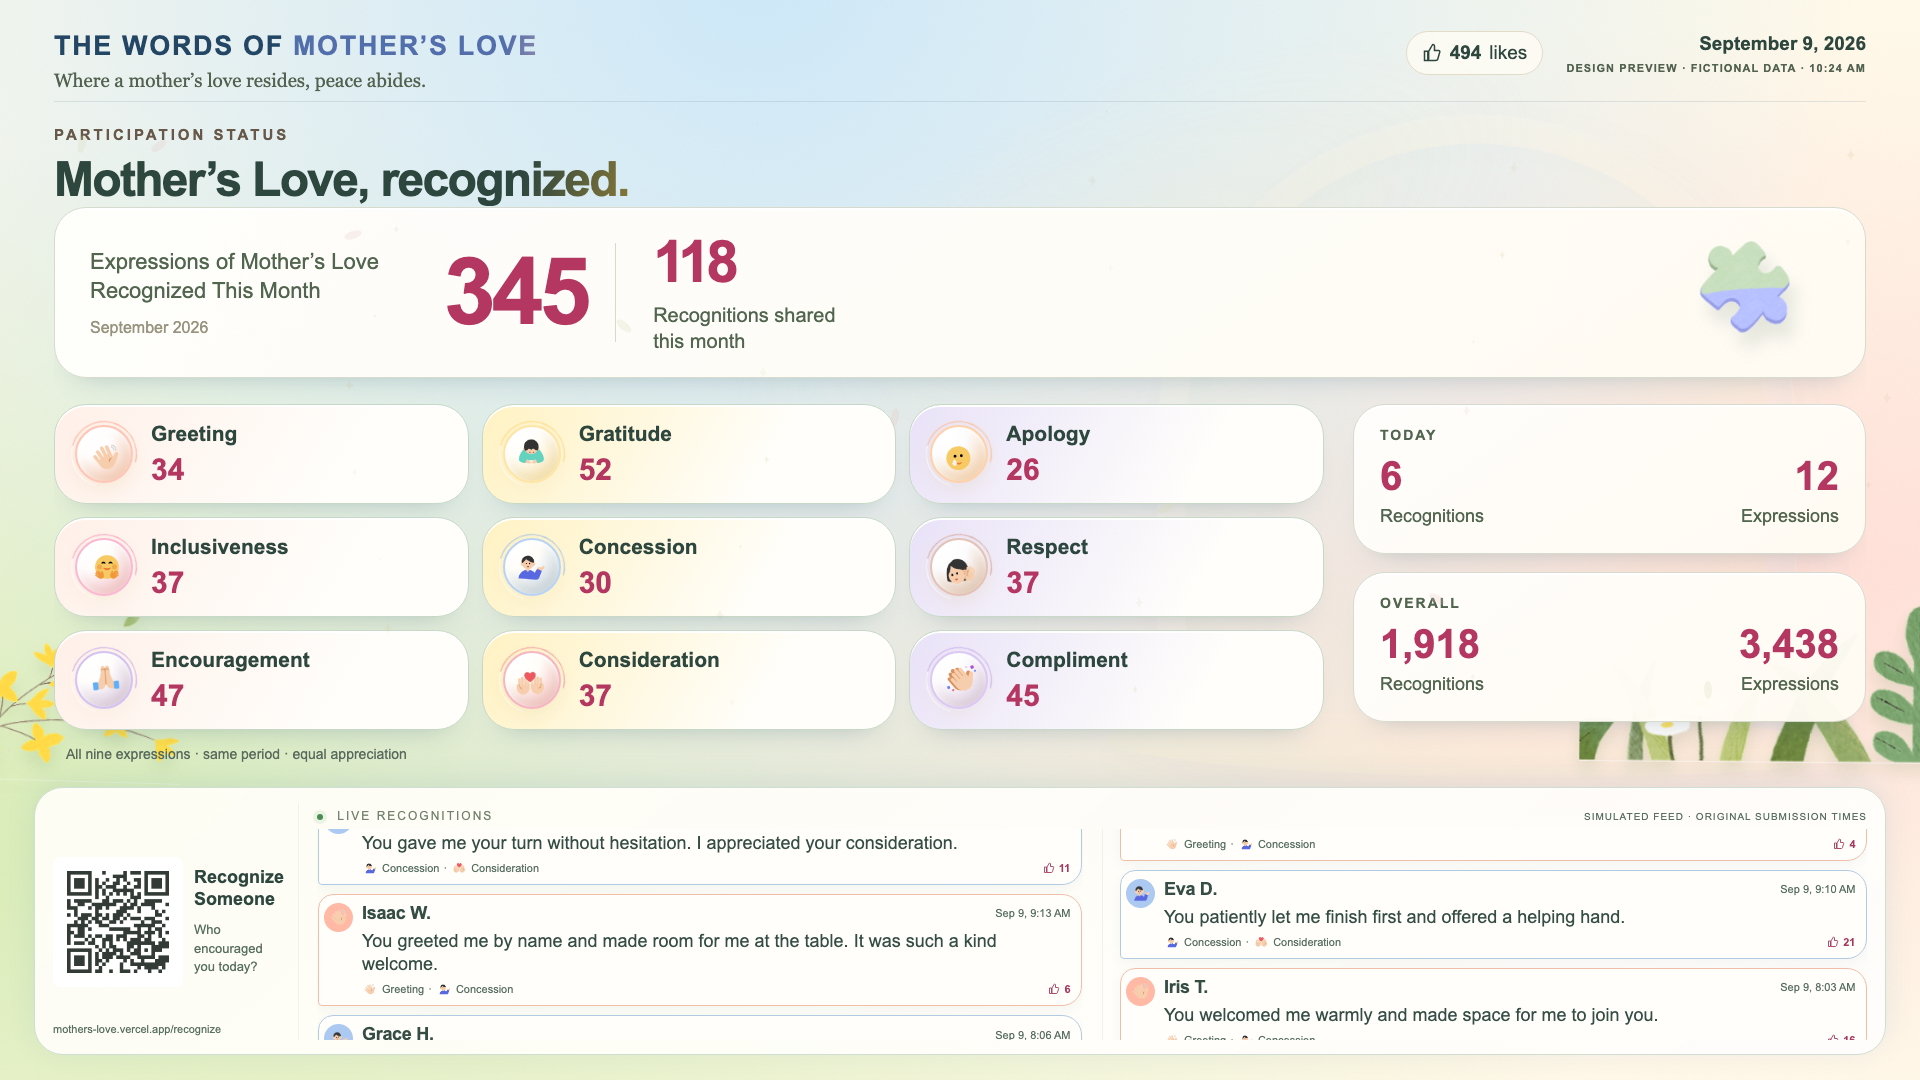 THE WORDS OF MOTHER’S LOVE
Where a mother’s love resides, peace abides.
494 likes
September 9, 2026
DESIGN PREVIEW · FICTIONAL DATA · 10:24 AM
PARTICIPATION STATUS
Mother’s Love, recognized.
Expressions of Mother’s Love
Recognized This Month
September 2026
345
118
Recognitions shared
this month
Greeting
34
Gratitude
52
Apology
26
Inclusiveness
37
Concession
30
Respect
37
Encouragement
47
Consideration
37
Compliment
45
All nine expressions · same period · equal appreciation
TODAY
6
Recognitions
12
Expressions
OVERALL
1,918
Recognitions
3,438
Expressions
Recognize
Someone
Who
encouraged
you today?
mothers-love.vercel.app/recognize
LIVE RECOGNITIONS
SIMULATED FEED · ORIGINAL SUBMISSION TIMES
You gave me your turn without hesitation. I appreciated your consideration.
Concession · Consideration
11
Isaac W.
Sep 9, 9:13 AM
You greeted me by name and made room for me at the table. It was such a kind
welcome.
Greeting · Concession
6
Grace H.
Sep 9, 8:06 AM
Greeting · Concession
4
Eva D.
Sep 9, 9:10 AM
You patiently let me finish first and offered a helping hand.
Concession · Consideration
21
Iris T.
Sep 9, 8:03 AM
You welcomed me warmly and made space for me to join you.
Greeting · Concession
16